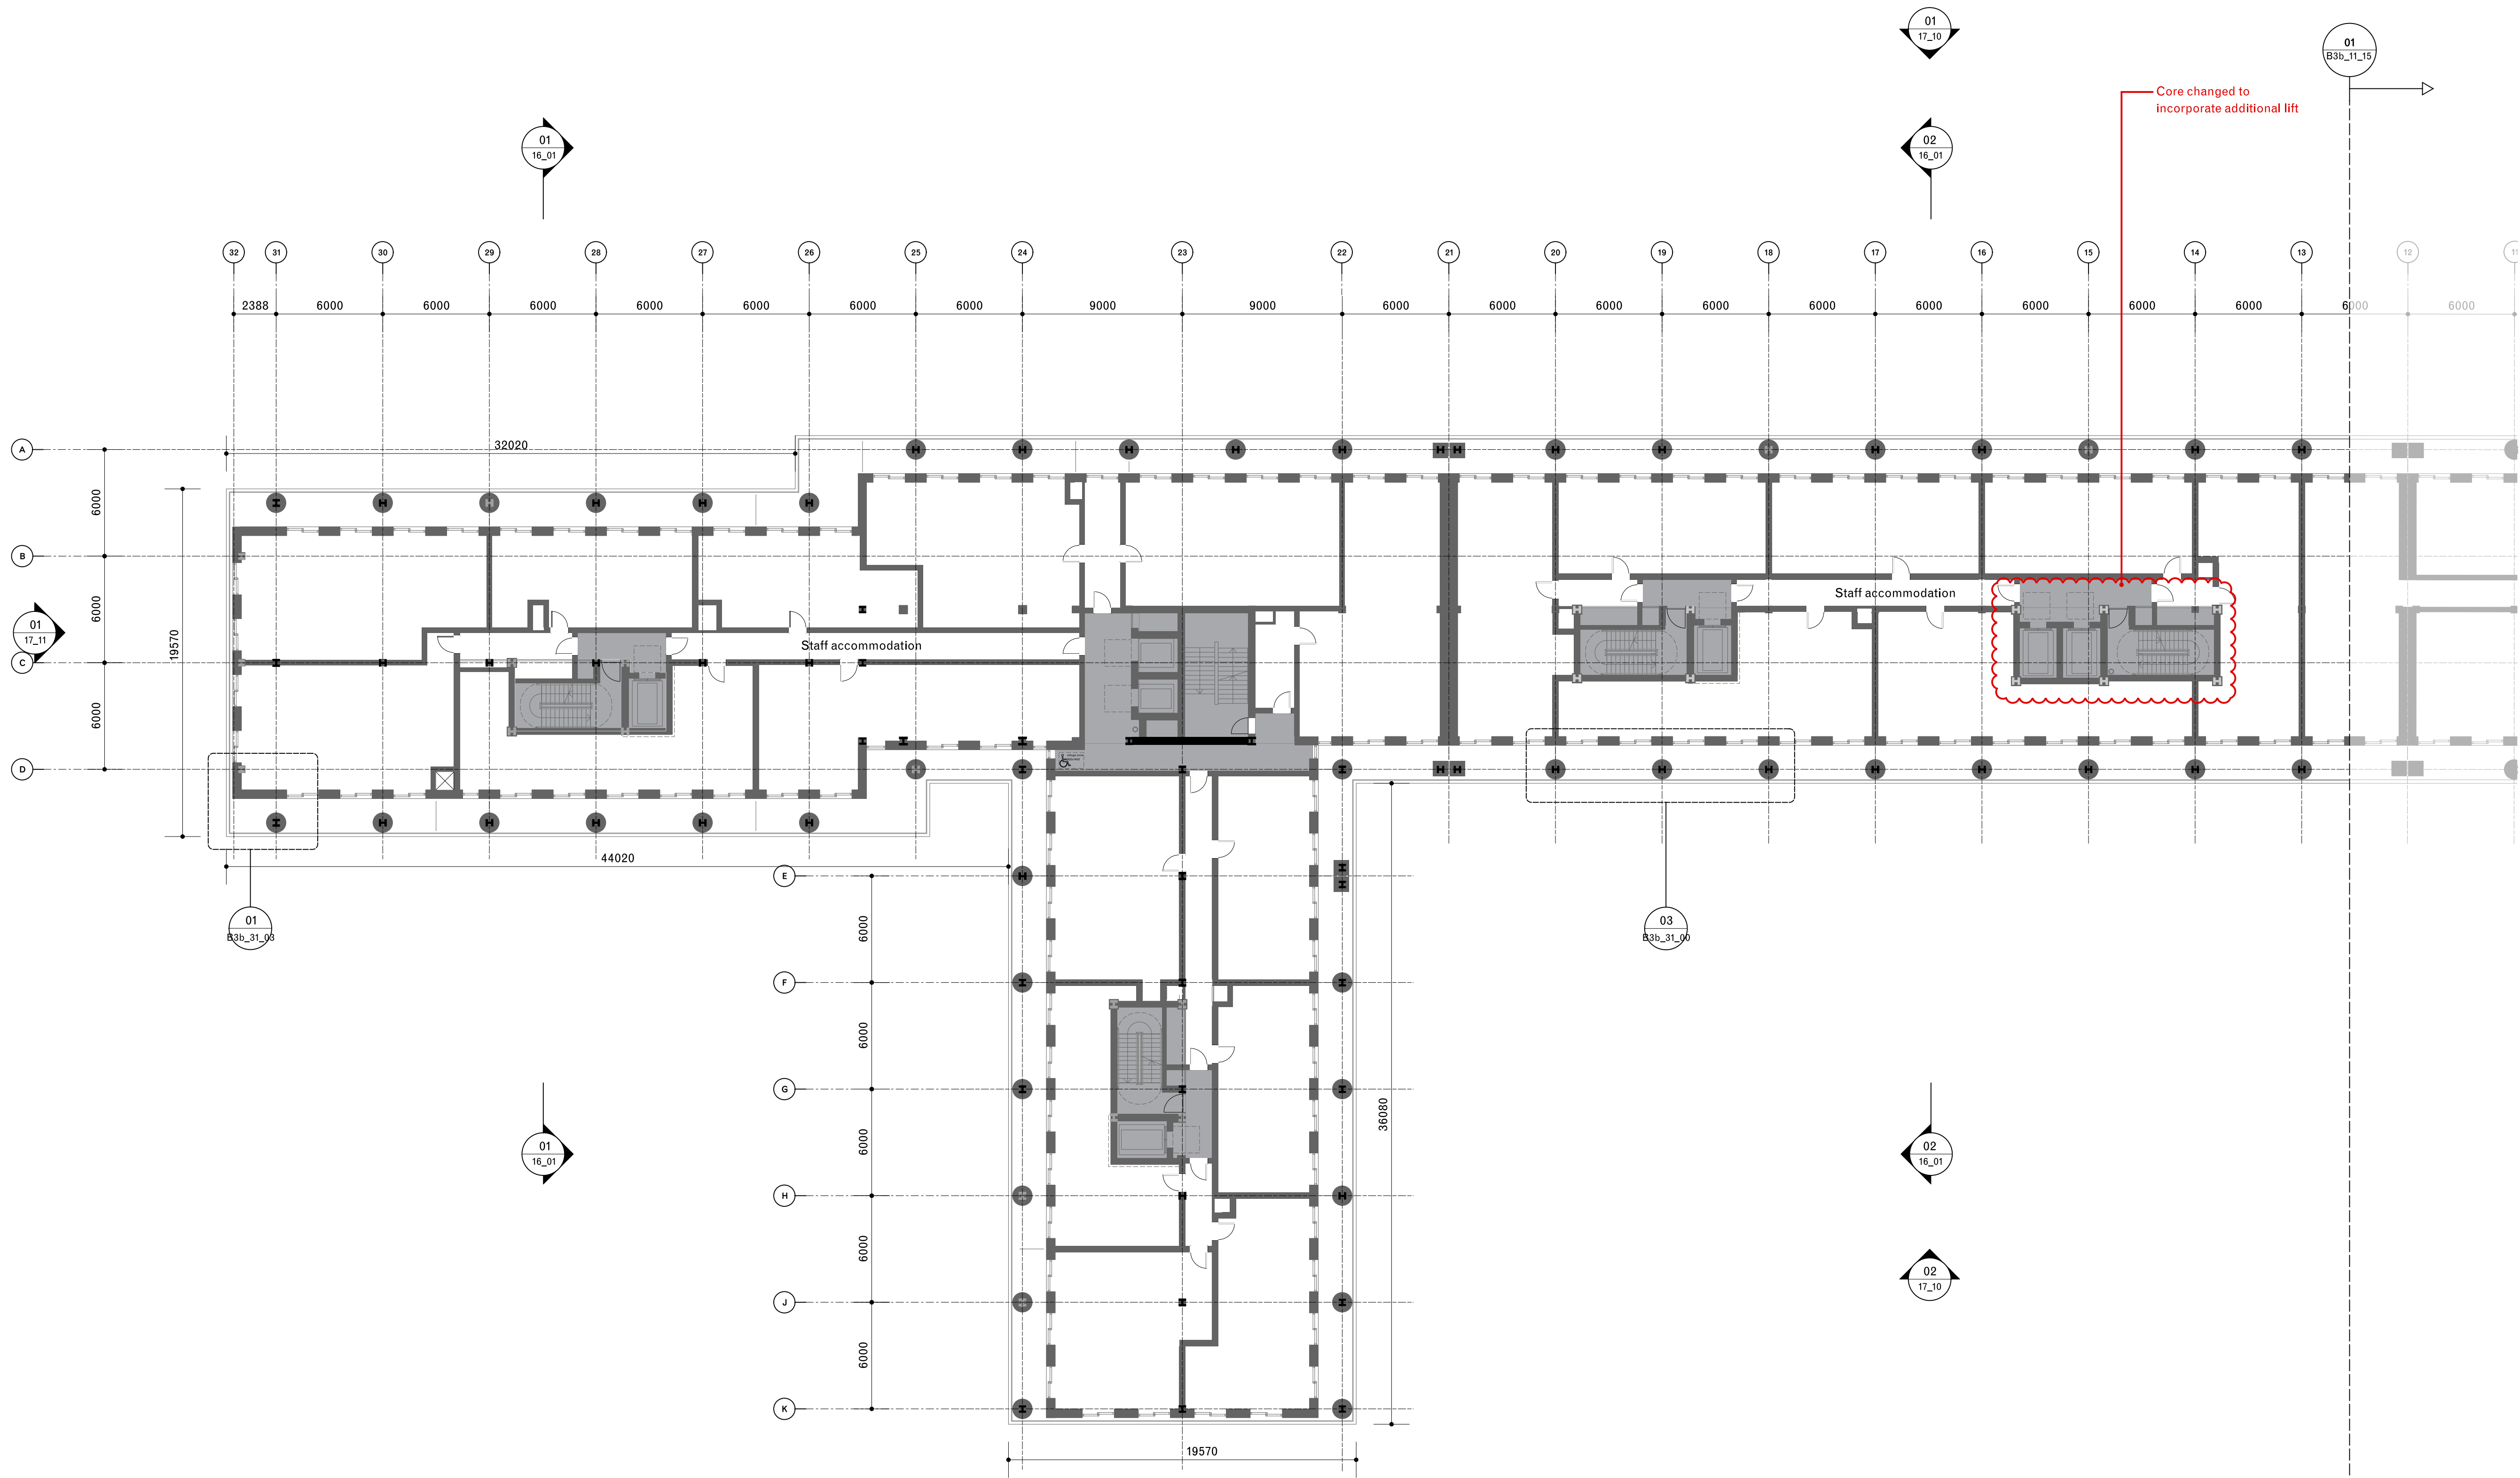 01
17_10
01
B3b_11_15
Core changed to
incorporate additional lift
01
16_01
02
16_01
32 31 30 29 28 27 26 25 24 23 22 21 20 19 18 17 16 15 14 13 12
2388 6000 6000 6000 6000 6000 6000 6000 9000 9000 6000 6000 6000 6000 6000 6000 6000 6000 6000 6000 6000
A
32020
6000
19570
B
6000
01
17_11
Staff accommodation
Staff accommodation
C
6000
D
44020
E
01
B3b_31_03
03
B3b_31_00
6000
F
6000
G
36080
6000
01
16_01
02
16_01
H
6000
02
17_10
J
6000
K
19570